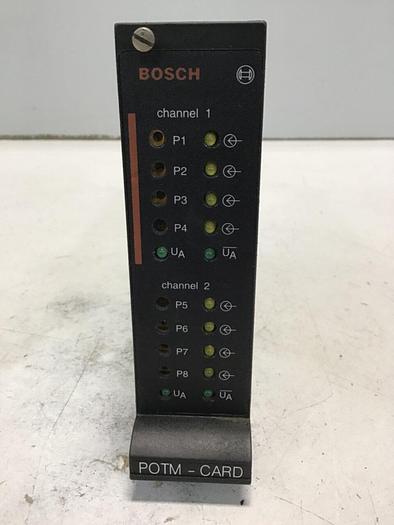 BOSCH
channel 1
P1
P2
P3
P4
UA UA
channel 2
P5
P6
P7
P8
UA UA
POTM - CARD